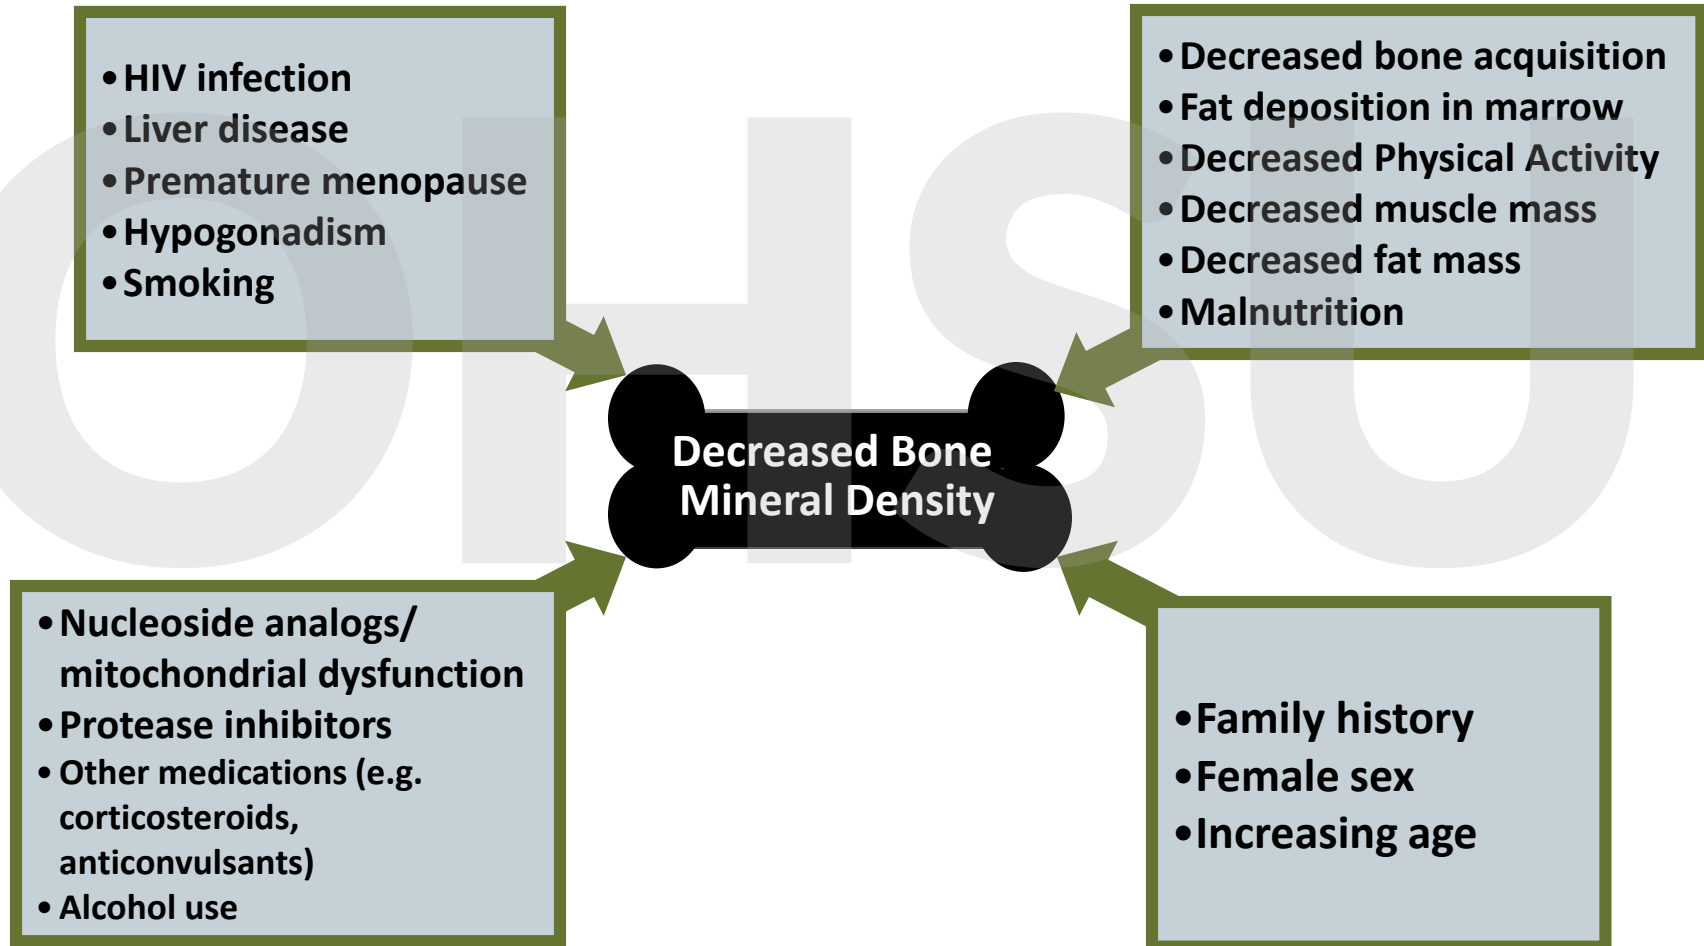 • HIV infection
• Liver disease
• Premature menopause
• Hypogonadism
• Smoking
• Decreased bone acquisition
• Fat deposition in marrow
• Decreased Physical Activity
• Decreased muscle mass
• Decreased fat mass
• Malnutrition
Decreased Bone
Mineral Density
• Nucleoside analogs/
mitochondrial dysfunction
• Protease inhibitors
• Other medications (e.g.
corticosteroids,
anticonvulsants)
• Alcohol use
• Family history
• Female sex
• Increasing age
OHSU